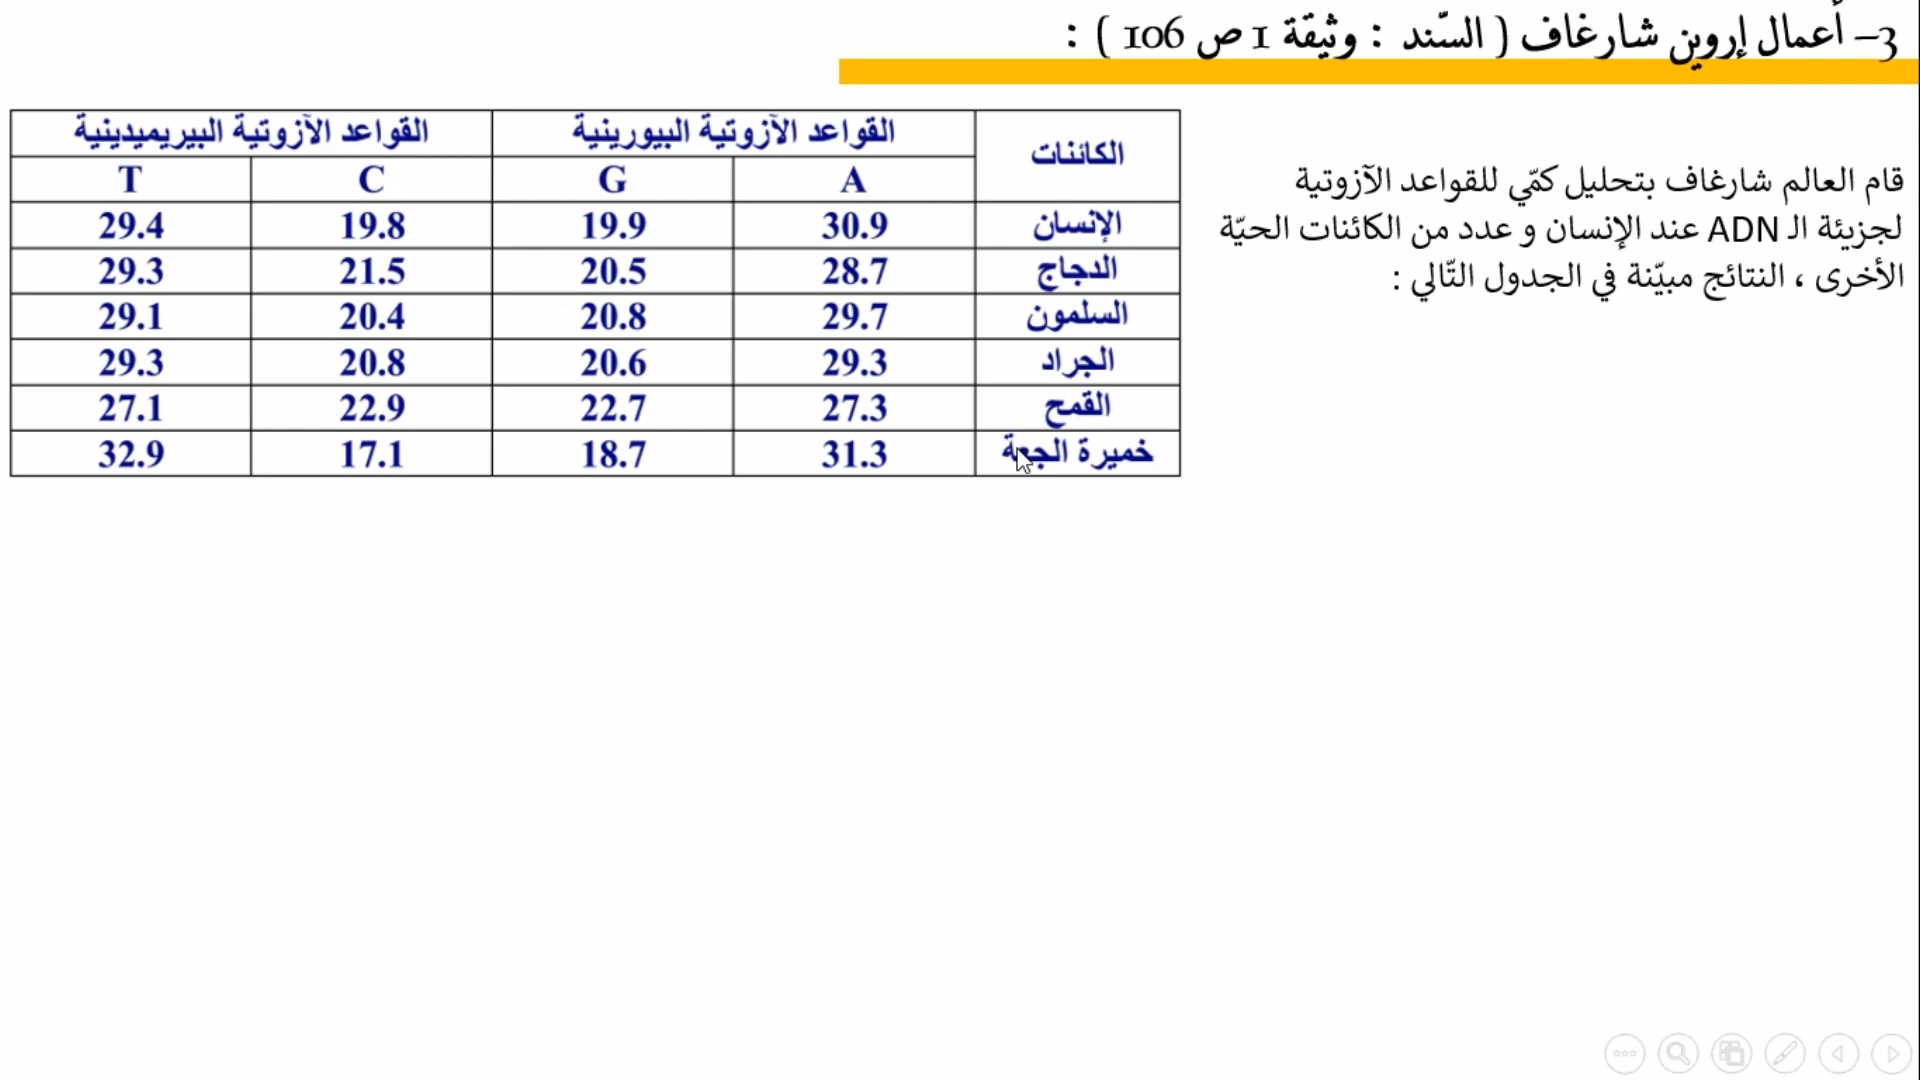 3– أعمال إروين شارغاف ( السّند : وثيقة 1 ص 106 ) :
قام العالم شارغاف بتحليل كمّي للقواعد الآزوتية
لجزيئة الـ ADN عند الإنسان و عدد من الكائنات الحيّة
الأخرى ، النتائج مبيّنة في الجدول التّالي :
الكائنات القواعد الآزوتية البيورينية القواعد الآزوتية البيريميدينية
A G C T
الإنسان 30.9 19.9 19.8 29.4
الدجاج 28.7 20.5 21.5 29.3
السلمون 29.7 20.8 20.4 29.1
الجراد 29.3 20.6 20.8 29.3
القمح 27.3 22.7 22.9 27.1
خميرة الجعة 31.3 18.7 17.1 32.9